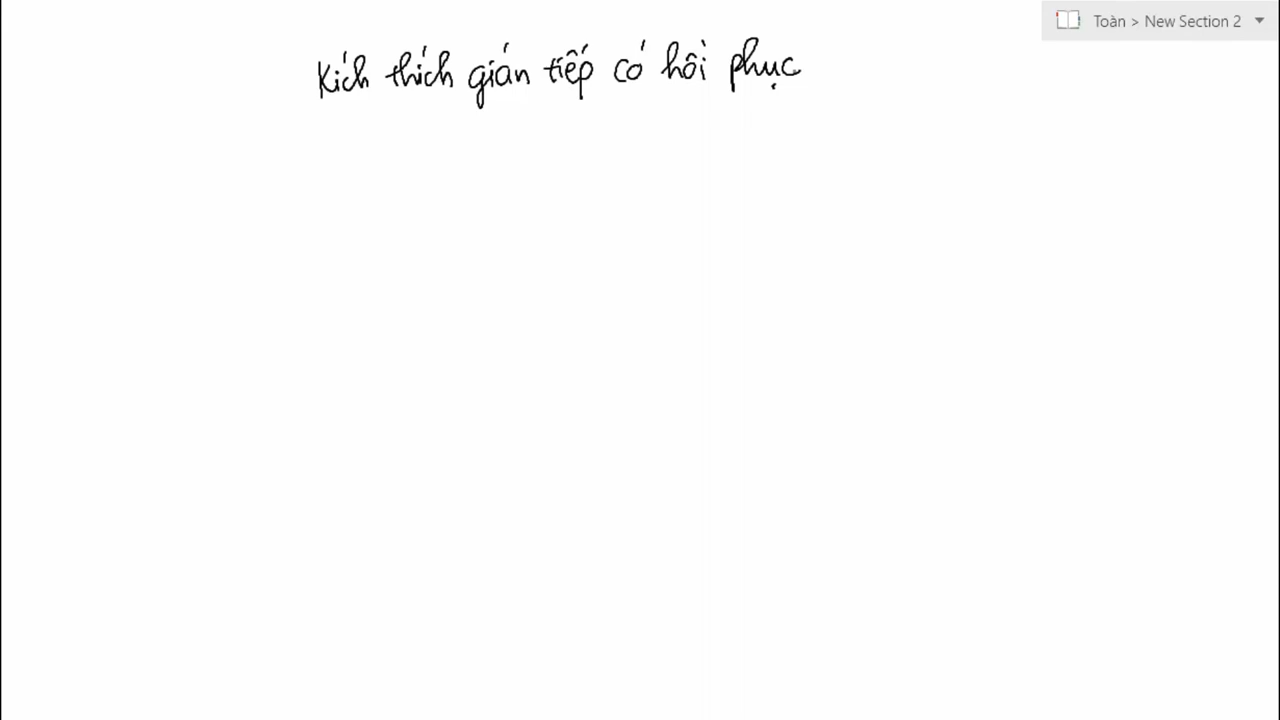 Toàn > New Section 2
Kích thích gián tiếp có hồi phục